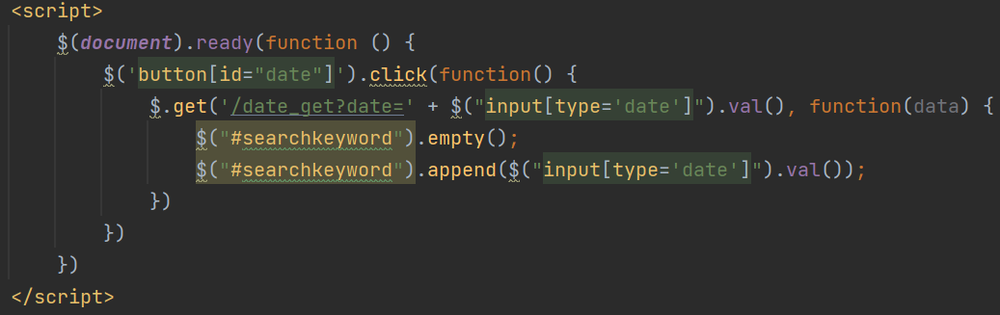 <script>
$(document).ready(function () {
$('button[id="date"]').click(function() {
$.get('/date_get?date=' + $("input[type='date']").val(), function(data) {
$("#searchkeyword").empty();
$("#searchkeyword").append($("input[type='date']").val());
})
})
})
</script>